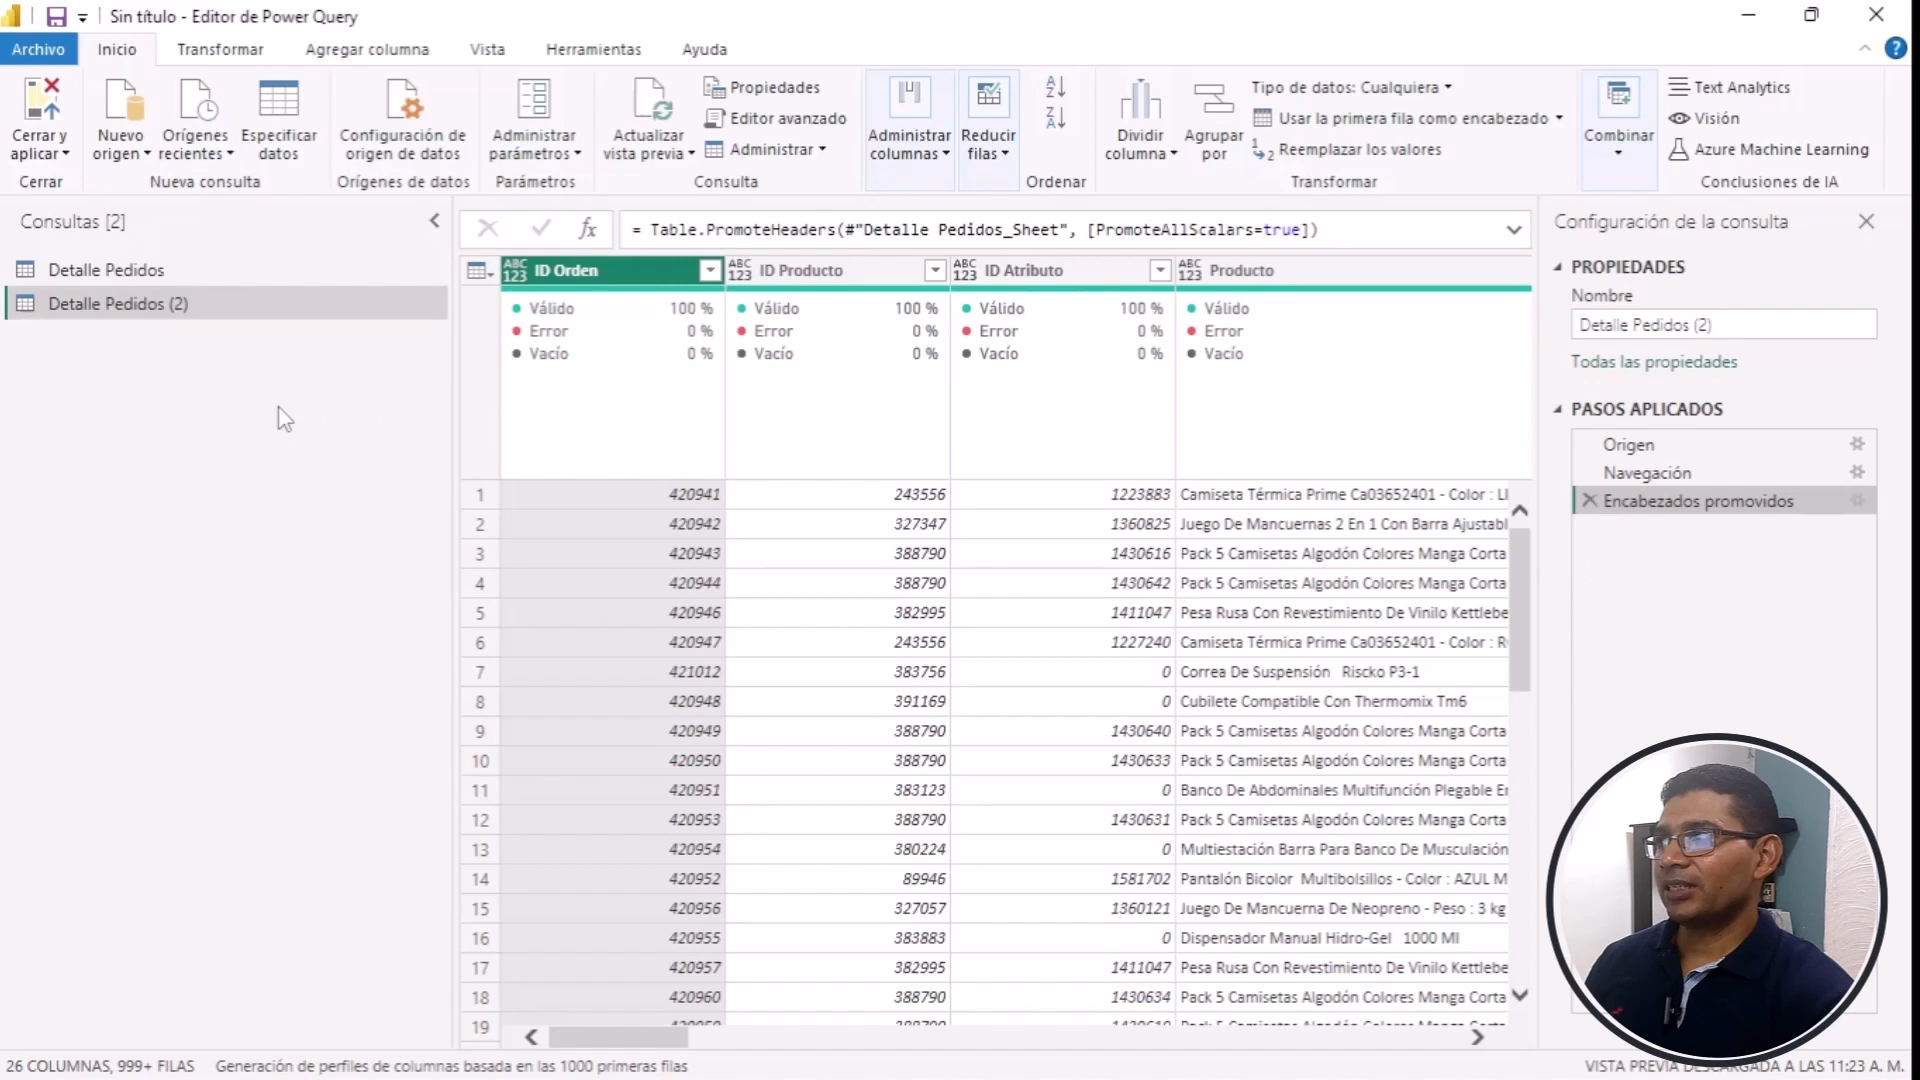 Sin título - Editor de Power Query
Archivo Inicio Transformar Agregar columna Vista Herramientas Ayuda
Cerrar y aplicar
Nuevo origen
Orígenes recientes
Especificar datos
Configuración de origen de datos
Administrar parámetros
Actualizar vista previa
Propiedades
Editor avanzado
Administrar
Administrar columnas
Reducir filas
Dividir columna
Agrupar por
Tipo de datos: Cualquiera
Usar la primera fila como encabezado
Reemplazar los valores
Combinar
Text Analytics
Visión
Azure Machine Learning
Cerrar Nueva consulta Orígenes de datos Parámetros Consulta Ordenar Transformar Conclusiones de IA
Consultas [2]
Detalle Pedidos
Detalle Pedidos (2)
fx = Table.PromoteHeaders(#"Detalle Pedidos_Sheet", [PromoteAllScalars=true])
ABC 123 ID Orden ABC 123 ID Producto ABC 123 ID Atributo ABC 123 Producto
Válido 100 % Válido 100 % Válido 100 % Válido
Error 0 % Error 0 % Error 0 % Error
Vacío 0 % Vacío 0 % Vacío 0 % Vacío
1 420941 243556 1223883 Camiseta Térmica Prime Ca03652401 - Color :
2 420942 327347 1360825 Juego De Mancuernas 2 En 1 Con Barra Ajustabl
3 420943 388790 1430616 Pack 5 Camisetas Algodón Colores Manga Corta
4 420944 388790 1430642 Pack 5 Camisetas Algodón Colores Manga Corta
5 420946 382995 1411047 Pesa Rusa Con Revestimiento De Vinilo Kettlebe
6 420947 243556 1227240 Camiseta Térmica Prime Ca03652401 - Color :
7 421012 383756 0 Correa De Suspensión Riscko P3-1
8 420948 391169 0 Cubilete Compatible Con Thermomix Tm6
9 420949 388790 1430640 Pack 5 Camisetas Algodón Colores Manga Corta
10 420950 388790 1430633 Pack 5 Camisetas Algodón Colores Manga Corta
11 420951 383123 0 Banco De Abdominales Multifunción Plegable
12 420953 388790 1430631 Pack 5 Camisetas Algodón Colores Manga Corta
13 420954 380224 0 Multiestación Barra Para Banco De Musculación
14 420952 89946 1581702 Pantalón Bicolor Multibolsillos - Color : AZUL M
15 420956 327057 1360121 Juego De Mancuerna De Neopreno - Peso : 3 kg
16 420955 383883 0 Dispensador Manual Hidro-Gel 1000 Ml
17 420957 382995 1411047 Pesa Rusa Con Revestimiento De Vinilo Kettlebe
18 420960 388790 1430634 Pack 5 Camisetas Algodón Colores Manga Corta
19
Configuración de la consulta
PROPIEDADES
Nombre
Detalle Pedidos (2)
Todas las propiedades
PASOS APLICADOS
Origen
Navegación
Encabezados promovidos
26 COLUMNAS, 999+ FILAS Generación de perfiles de columnas basada en las 1000 primeras filas VISTA PREVIA DESCARGADA A LAS 11:23 A. M.